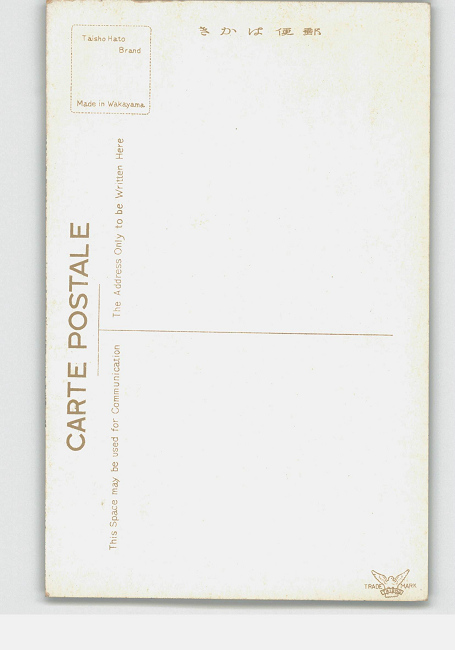 Taisho Hato
Brand
Made in Wakayama
きかは便郵
CARTE POSTALE
The Address Only to be Written Here
This Space may be used for Communication
TRADE MARK